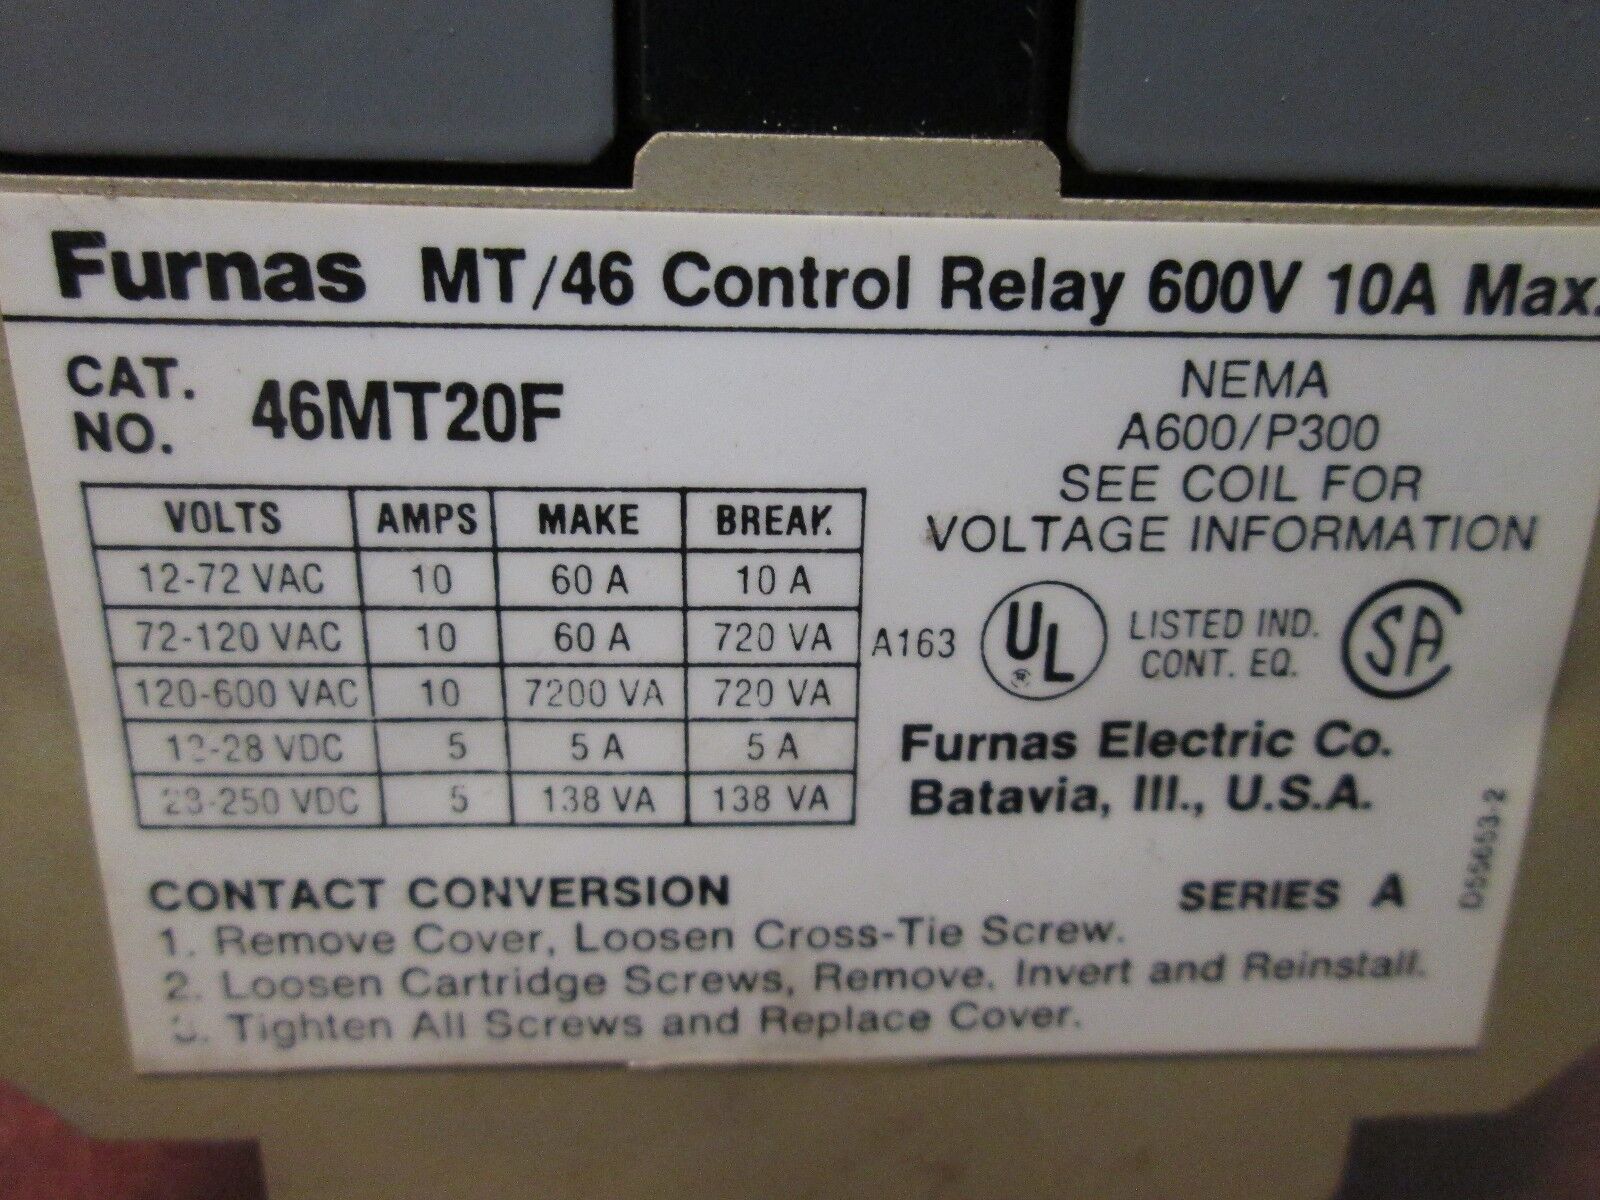 Furnas MT/46 Control Relay 600V 10A Max.
CAT. NO. 46MT20F
NEMA
A600/P300
SEE COIL FOR
VOLTAGE INFORMATION
VOLTS AMPS MAKE BREAK
12-72 VAC 10 60 A 10 A
72-120 VAC 10 60 A 720 VA
120-600 VAC 10 7200 VA 720 VA
12-28 VDC 5 5 A 5 A
28-250 VDC 5 138 VA 138 VA
A163 UL LISTED IND. CONT. EQ. SA
Furnas Electric Co.
Batavia, Ill., U.S.A.
D55653-2
CONTACT CONVERSION
SERIES A
1. Remove Cover, Loosen Cross-Tie Screw.
2. Loosen Cartridge Screws, Remove, Invert and Reinstall.
3. Tighten All Screws and Replace Cover.